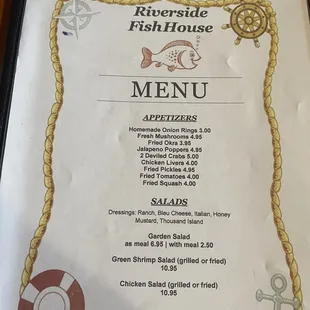 Riverside
FishHouse
MENU
APPETIZERS
Homemade Onion Rings 3.00
Fresh Mushrooms 4.95
Fried Okra 3.95
Jalapeno Poppers 4.95
2 Deviled Crabs 5.00
Chicken Livers 4.00
Fried Pickles 4.95
Fried Tomatoes 4.00
Fried Squash 4.00
SALADS
Dressings: Ranch, Bleu Cheese, Italian, Honey
Mustard, Thousand Island
Garden Salad
as meal 6.95 | with meal 2.50
Green Shrimp Salad (grilled or fried)
10.95
Chicken Salad (grilled or fried)
10.95